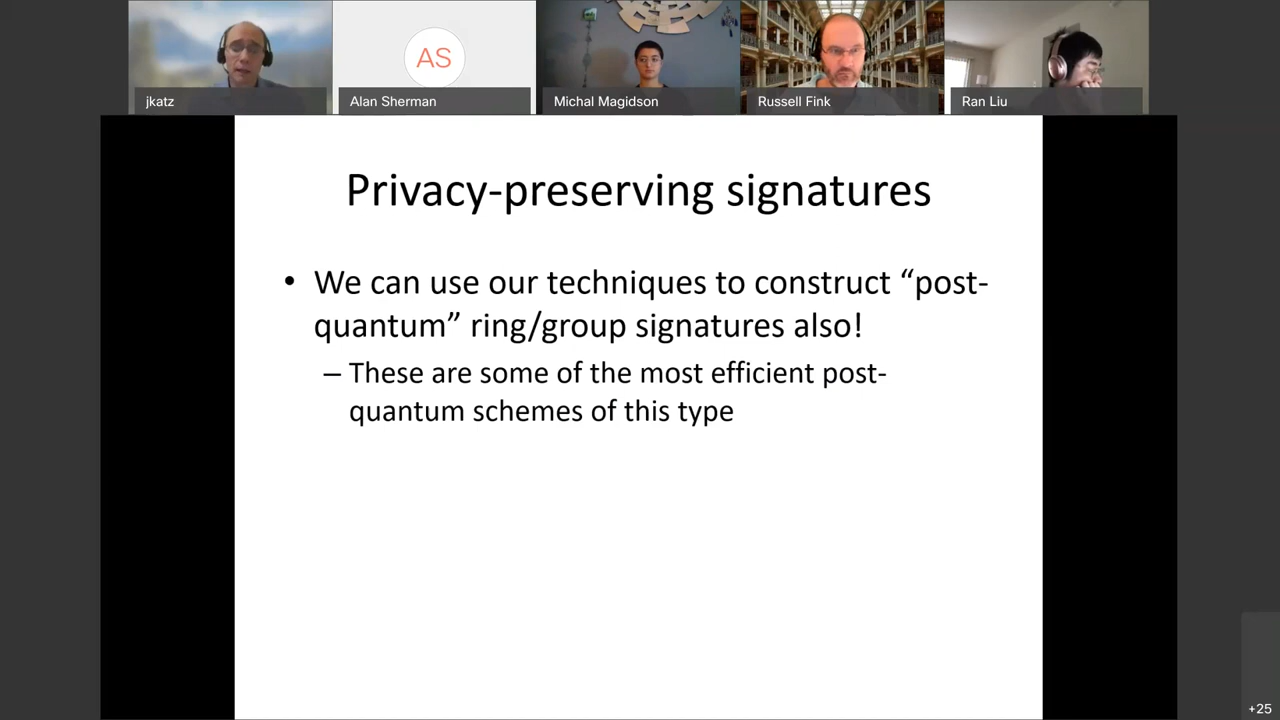 jkatz
AS
Alan Sherman
Michal Magidson
Russell Fink
Ran Liu
Privacy-preserving signatures
• We can use our techniques to construct “post-
quantum” ring/group signatures also!
– These are some of the most efficient post-
quantum schemes of this type
+25